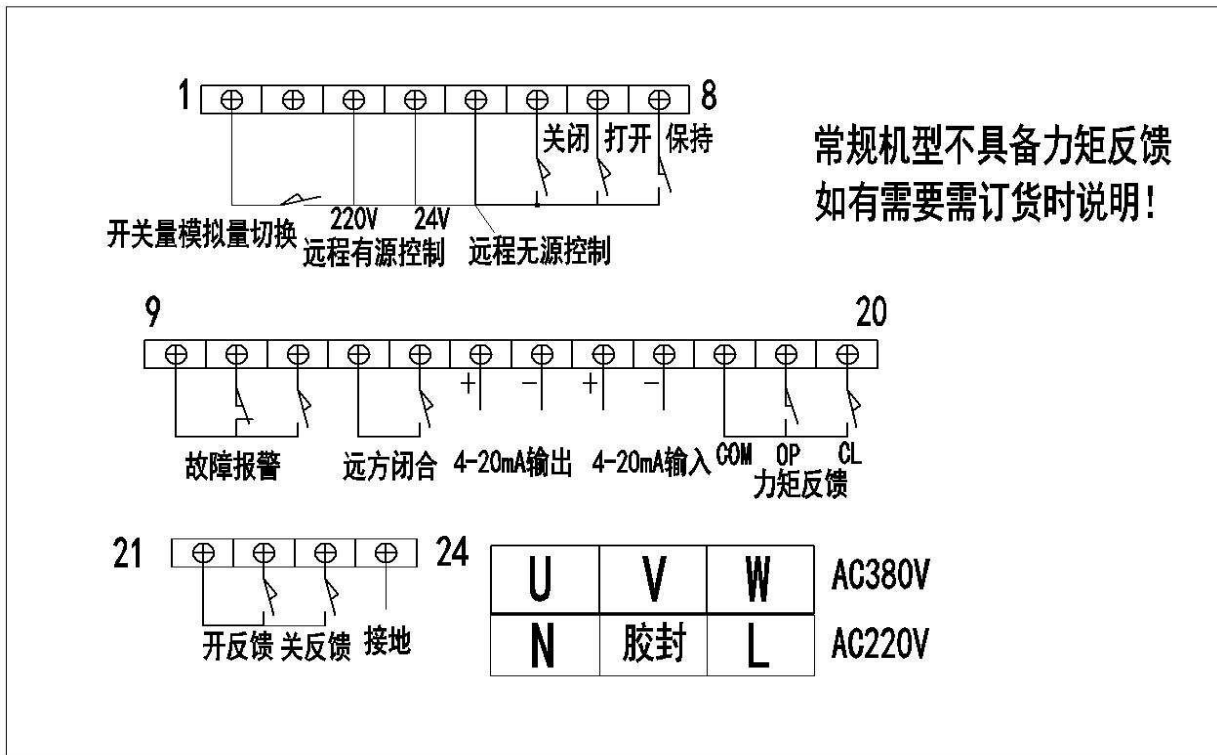 1 8
关闭 打开 保持
220V 24V
开关量模拟量切换 远程有源控制 远程无源控制
常规机型不具备力矩反馈
如有需要需订货时说明！
9 20
+ − + −
故障报警 远方闭合 4-20mA输出 4-20mA输入 COM OP CL
力矩反馈
21 24
开反馈 关反馈 接地
U V W AC380V
N 胶封 L AC220V